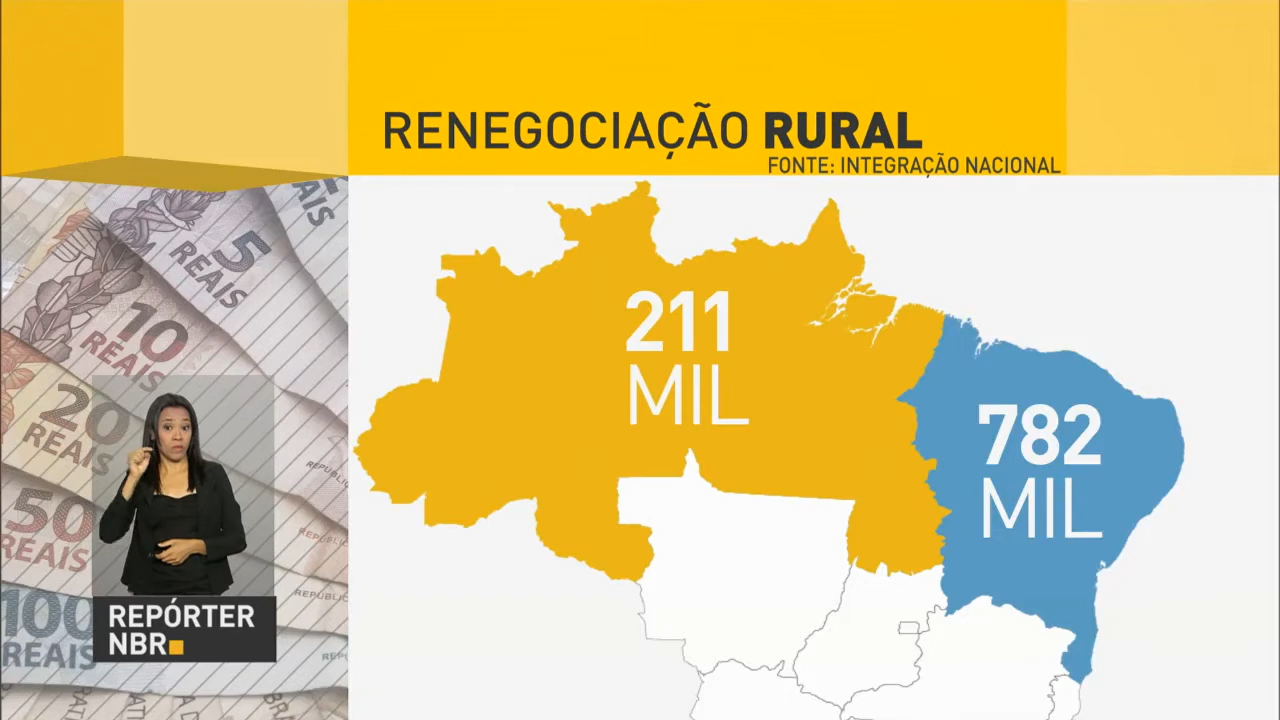 RENEGOCIAÇÃO RURAL
FONTE: INTEGRAÇÃO NACIONAL
211
MIL
782
MIL
AIS
5
REAIS
10
REAIS
20
REAIS
50
REAIS
100
REAIS
REPÓRTER
NBR